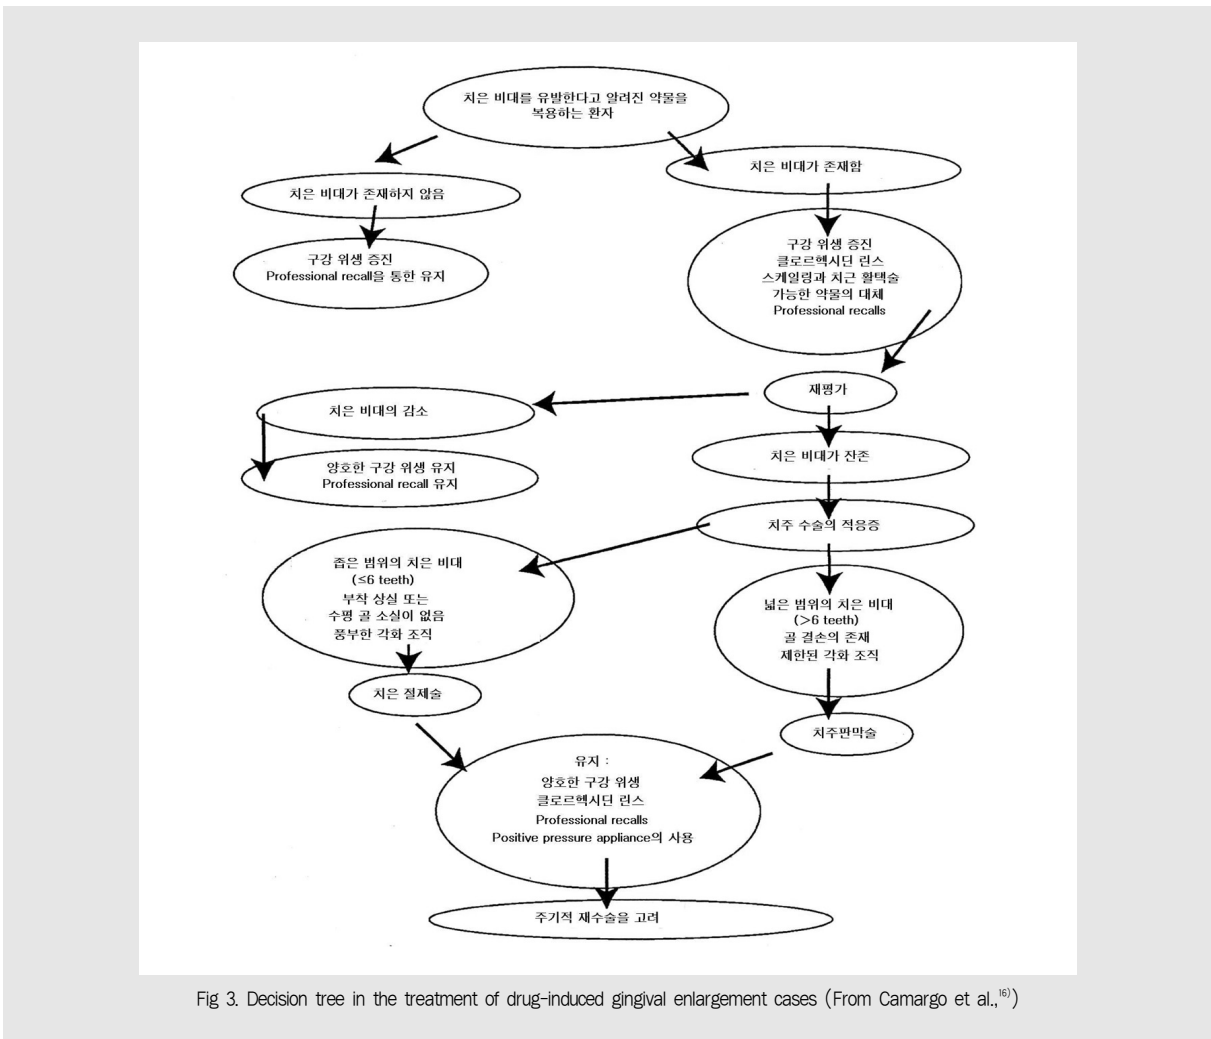 치은 비대를 유발한다고 알려진 약물을
복용하는 환자
치은 비대가 존재함
치은 비대가 존재하지 않음
구강 위생 증진
Professional recall을 통한 유지
구강 위생 증진
클로르헥시딘 린스
스케일링과 치근 활택술
가능한 약물의 대체
Professional recalls
재평가
치은 비대의 감소
양호한 구강 위생 유지
Professional recall 유지
치은 비대가 잔존
치주 수술의 적응증
좁은 범위의 치은 비대
(≤6 teeth)
부착 상실 또는
수평 골 소실이 없음
풍부한 각화 조직
넓은 범위의 치은 비대
(>6 teeth)
골 결손의 존재
제한된 각화 조직
치은 절제술
치주판막술
유지 :
양호한 구강 위생
클로르헥시딘 린스
Professional recalls
Positive pressure appliance의 사용
주기적 재수술을 고려
Fig 3. Decision tree in the treatment of drug-induced gingival enlargement cases (From Camargo et al.,16))